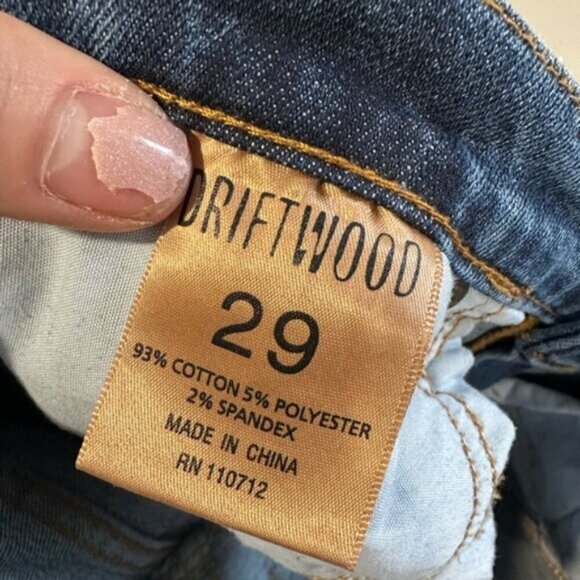 DRIFTWOOD
29
93% COTTON 5% POLYESTER
2% SPANDEX
MADE IN CHINA
RN 110712